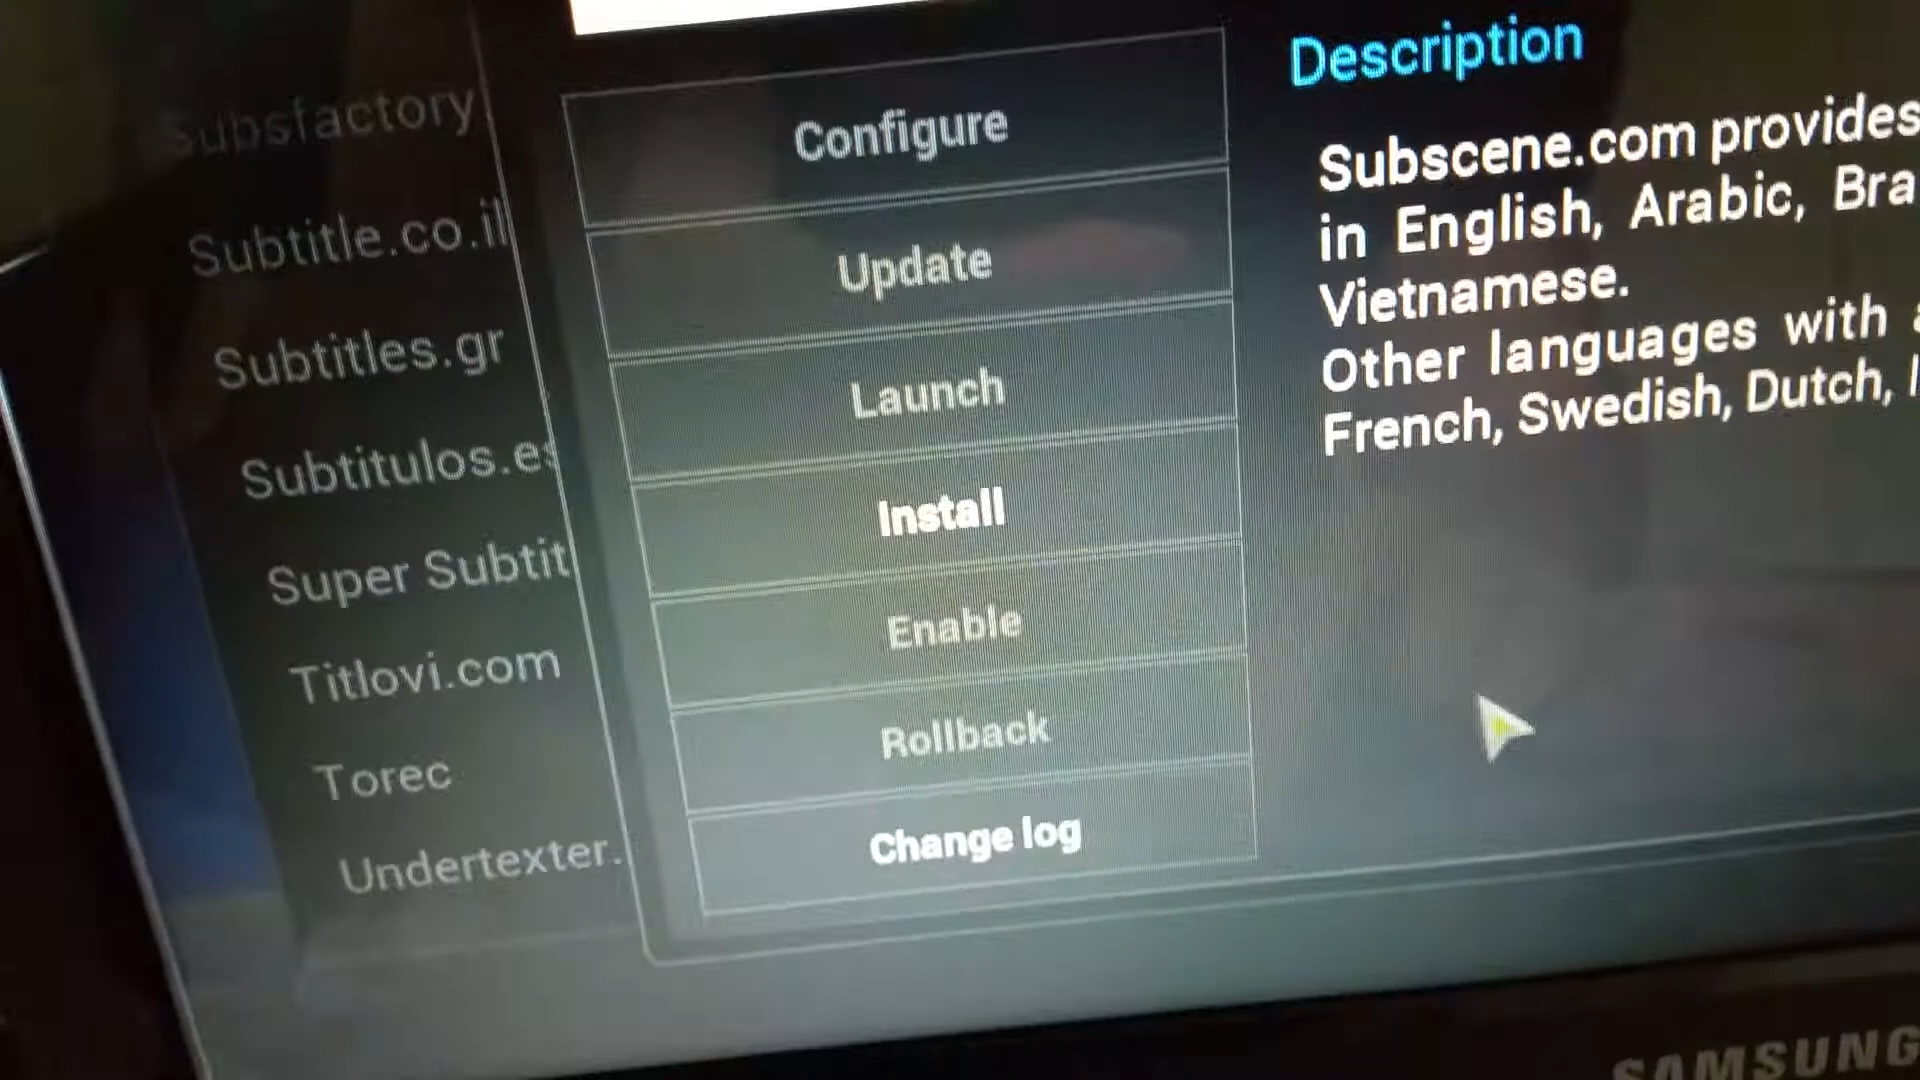 Subsfactory
Subtitle.co.il
Subtitles.gr
Subtitulos.es
Super Subtit
Titlovi.com
Torec
Undertexter.
Configure
Update
Launch
Install
Enable
Rollback
Change log
Description
Subscene.com provides
in English, Arabic, Bra
Vietnamese.
Other languages with
French, Swedish, Dutch,
SAMSUNG